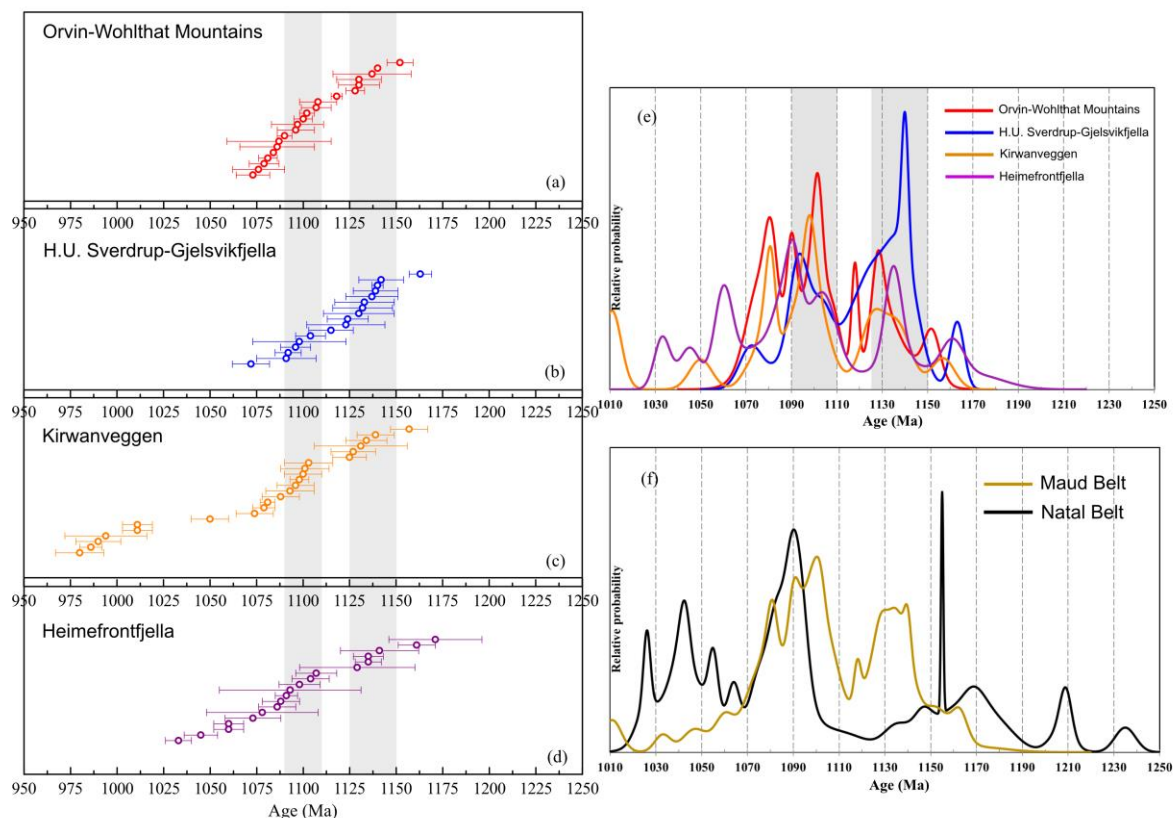 Orvin-Wohlthat Mountains
(a)
950 975 1000 1025 1050 1075 1100 1125 1150 1175 1200 1250
H.U. Sverdrup-Gjelsvikfjella
(b)
950 975 1000 1025 1050 1075 1100 1125 1150 1175 1200 1250
Kirwanveggen
(c)
950 975 1000 1025 1050 1075 1100 1125 1150 1175 1200 1250
Heimefrontfjella
(d)
950 975 1000 1025 1050 1075 1100 1125 1150 1175 1200 1250
Age (Ma)
(e)
Orvin-Wohlthat Mountains
H.U. Sverdrup-Gjelsvikfjella
Kirwanveggen
Heimefrontfjella
Relative probability
1010 1030 1050 1070 1090 1110 1130 1150 1170 1190 1210 1230 1250
Age (Ma)
(f)
Maud Belt
Natal Belt
Relative probability
1010 1030 1050 1070 1090 1110 1130 1150 1170 1190 1210 1230 1250
Age (Ma)